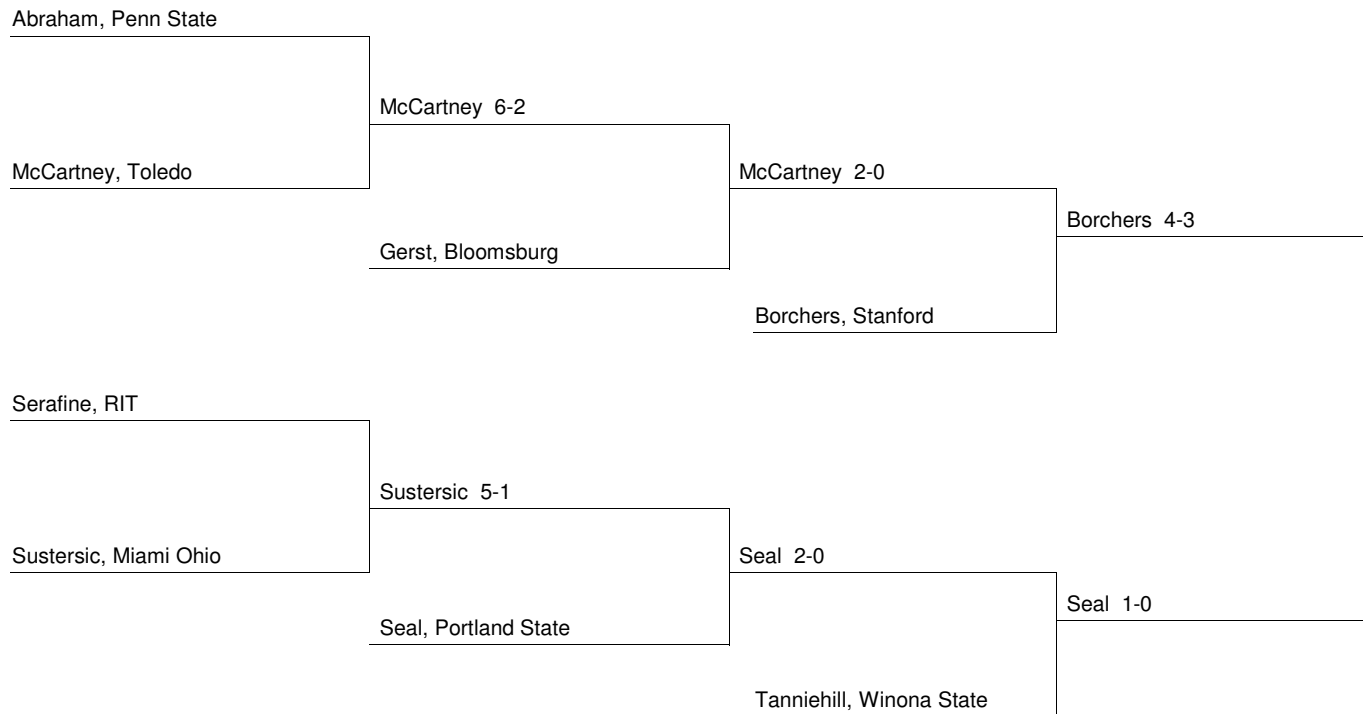 Abraham, Penn State
McCartney 6-2
McCartney, Toledo
McCartney 2-0
Borchers 4-3
Gerst, Bloomsburg
Borchers, Stanford
Serafine, RIT
Sustersic 5-1
Sustersic, Miami Ohio
Seal 2-0
Seal 1-0
Seal, Portland State
Tanniehill, Winona State